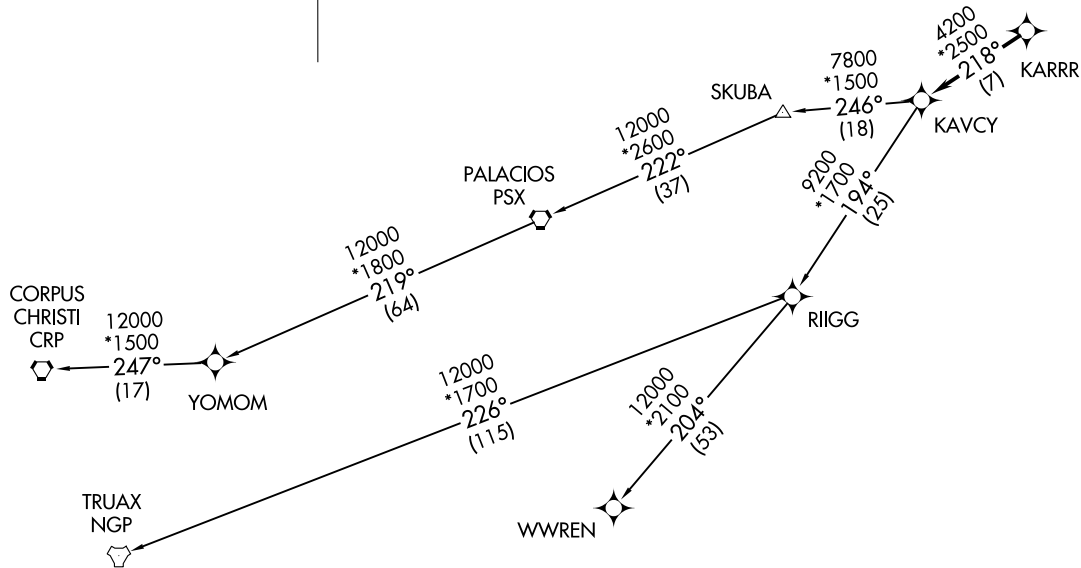 4200
*2500
218°
(7)
KARRR
7800
*1500
246°
(18)
SKUBA
KAVCY
12000
*2600
222°
(37)
PALACIOS
PSX
9200
*1700
194°
(25)
12000
*1800
219°
(64)
CORPUS
CHRISTI
CRP
12000
*1500
247°
(17)
YOMOM
RIIGG
12000
*1700
226°
(115)
12000
*2100
204°
(53)
TRUAX
NGP
WWREN